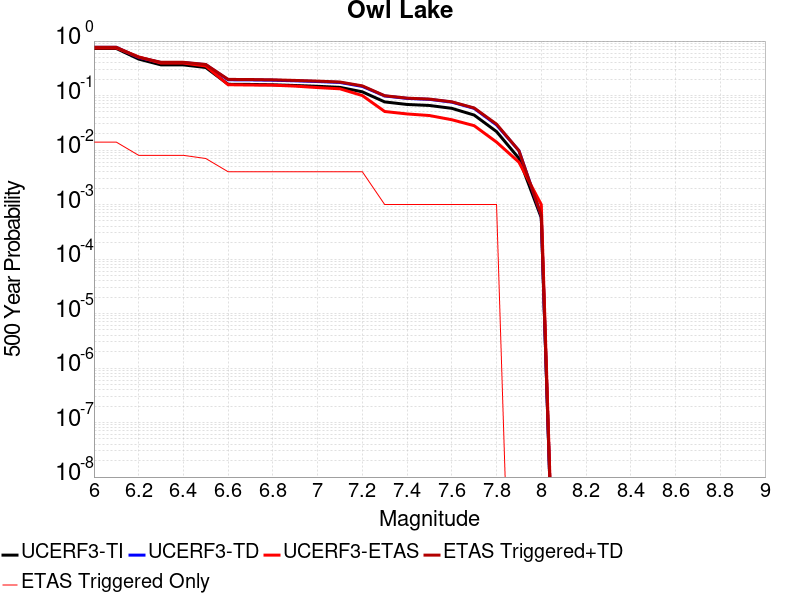 Owl Lake
10^0
10^-1
10^-2
10^-3
10^-4
10^-5
10^-6
10^-7
10^-8
500 Year Probability
6 6.2 6.4 6.6 6.8 7 7.2 7.4 7.6 7.8 8 8.2 8.4 8.6 8.8 9
Magnitude
UCERF3-TI UCERF3-TD UCERF3-ETAS ETAS Triggered+TD
ETAS Triggered Only